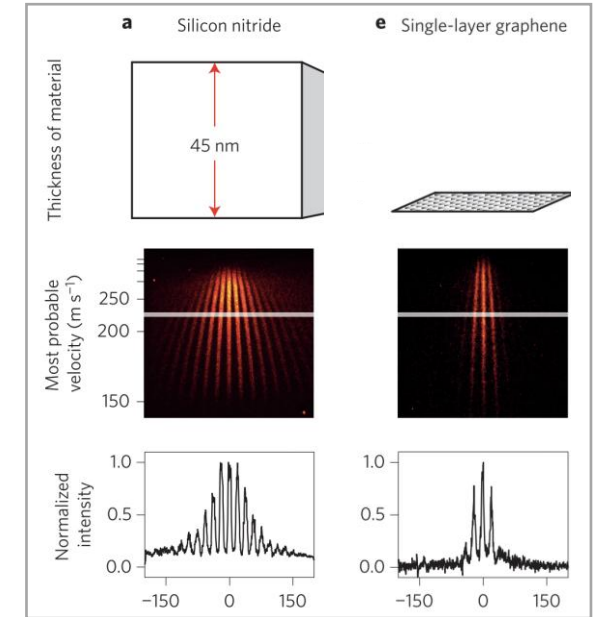 a Silicon nitride
e Single-layer graphene
Thickness of material
45 nm
Most probable
velocity (m s⁻¹)
250
200
150
Normalized
intensity
1.0
0.5
0.0
1.0
0.5
0.0
−150 0 150
−150 0 150